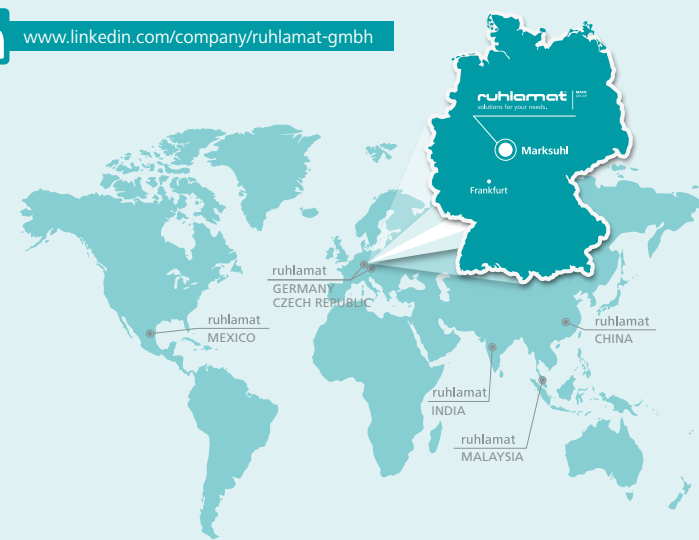 www.linkedin.com/company/ruhlamat-gmbh
ruhlamat
solutions for your needs.
Marksuhl
Frankfurt
ruhlamat
GERMANY
CZECH REPUBLIC
ruhlamat
MEXICO
ruhlamat
CHINA
ruhlamat
INDIA
ruhlamat
MALAYSIA